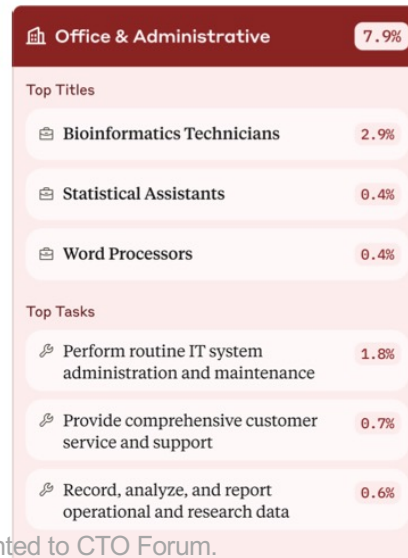 Office & Administrative 7.9%
Top Titles
Bioinformatics Technicians 2.9%
Statistical Assistants 0.4%
Word Processors 0.4%
Top Tasks
Perform routine IT system 1.8%
administration and maintenance
Provide comprehensive customer 0.7%
service and support
Record, analyze, and report 0.6%
operational and research data
to CTO Forum.